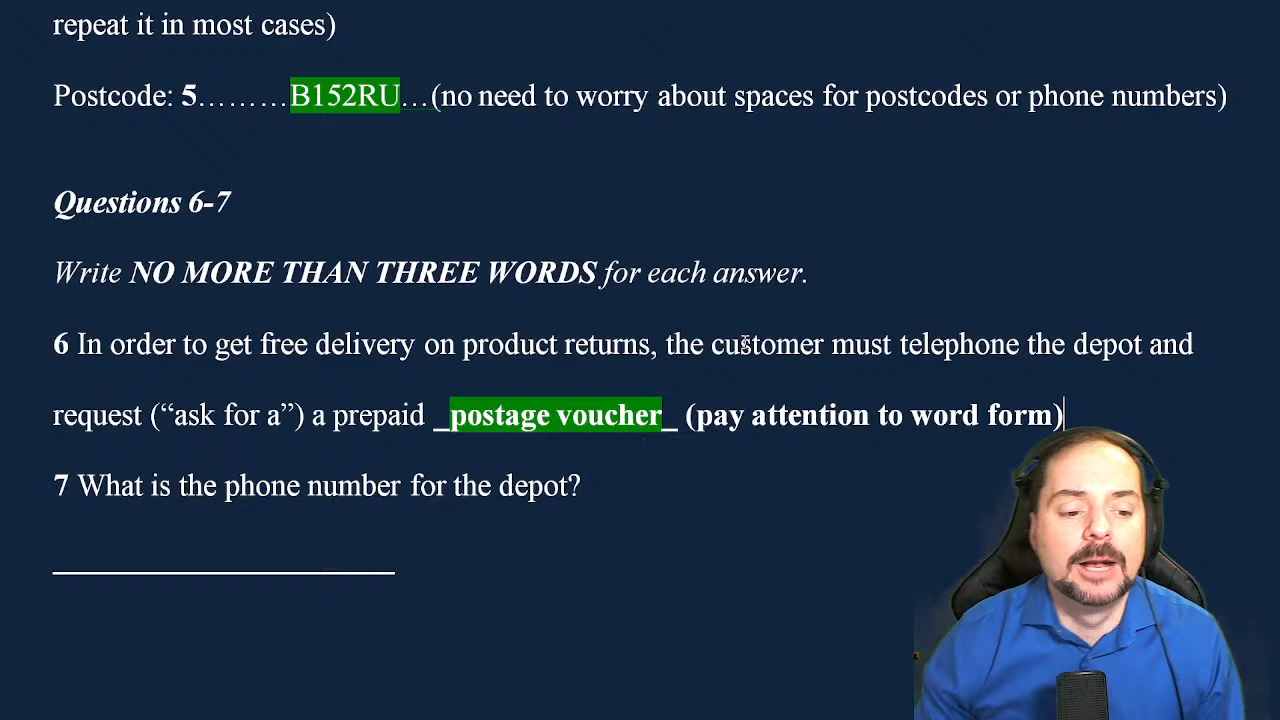 repeat it in most cases)
Postcode: 5………B152RU…(no need to worry about spaces for postcodes or phone numbers)
Questions 6-7
Write NO MORE THAN THREE WORDS for each answer.
6 In order to get free delivery on product returns, the customer must telephone the depot and
request (“ask for a”) a prepaid _postage voucher_ (pay attention to word form)
7 What is the phone number for the depot?